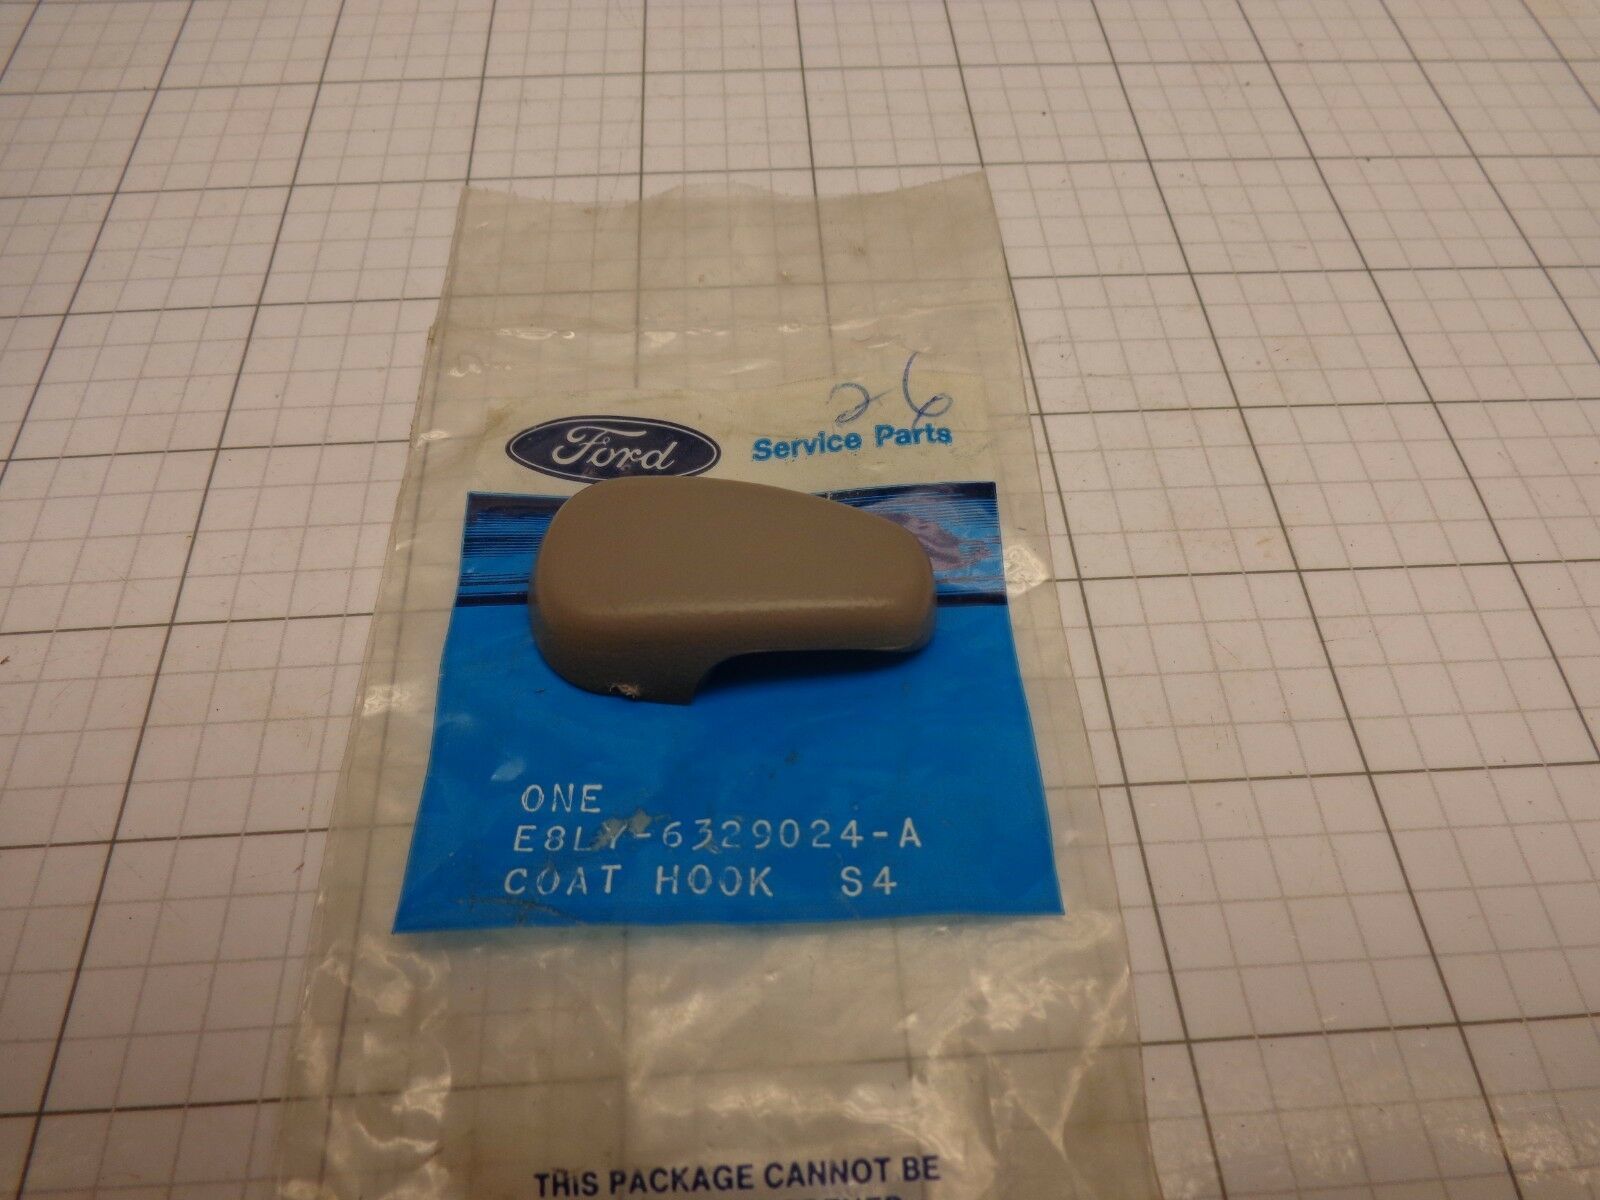 26
Ford
Service Parts
ONE
E8LY-6329024-A
COAT HOOK S4
THIS PACKAGE CANNOT BE